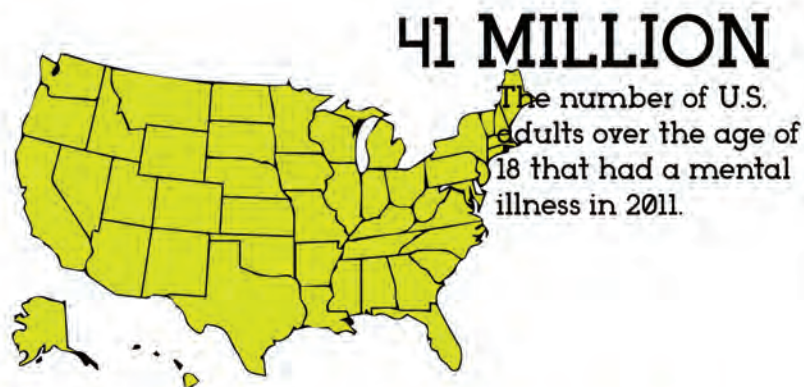 41 MILLION
The number of U.S.
adults over the age of
18 that had a mental
illness in 2011.